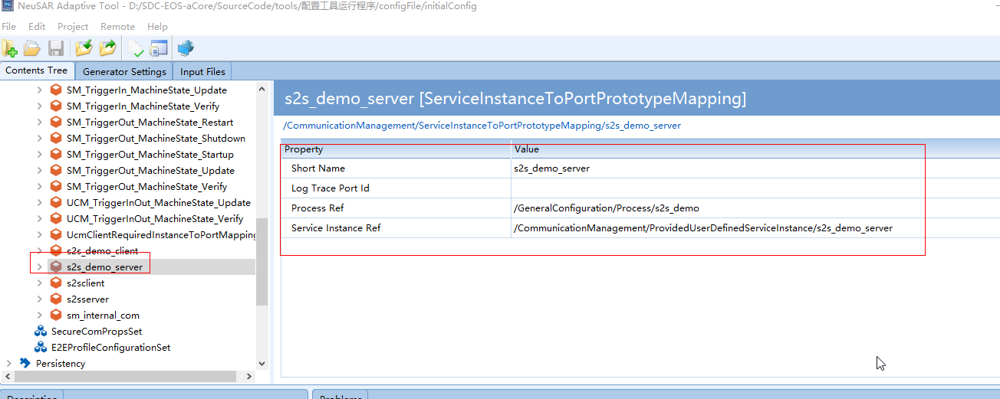 NeuSAR Adaptive Tool - D:/SDC-EOS-aCore/SourceCode/tools/配置工具运行程序/configFile/initialConfig
File Edit Project Remote Help
Contents Tree Generator Settings Input Files
SM_TriggerIn_MachineState_Update
SM_TriggerIn_MachineState_Verify
SM_TriggerOut_MachineState_Restart
SM_TriggerOut_MachineState_Shutdown
SM_TriggerOut_MachineState_Startup
SM_TriggerOut_MachineState_Update
SM_TriggerOut_MachineState_Verify
UCM_TriggerInOut_MachineState_Update
UCM_TriggerInOut_MachineState_Verify
UcmClientRequiredInstanceToPortMapping
s2s_demo_client
s2s_demo_server
s2sclient
s2sserver
sm_internal_com
SecureComPropsSet
E2EProfileConfigurationSet
Persistency
s2s_demo_server [ServiceInstanceToPortPrototypeMapping]
/CommunicationManagement/ServiceInstanceToPortPrototypeMapping/s2s_demo_server
Property Value
Short Name s2s_demo_server
Log Trace Port Id
Process Ref /GeneralConfiguration/Process/s2s_demo
Service Instance Ref /CommunicationManagement/ProvidedUserDefinedServiceInstance/s2s_demo_server
Description Problems